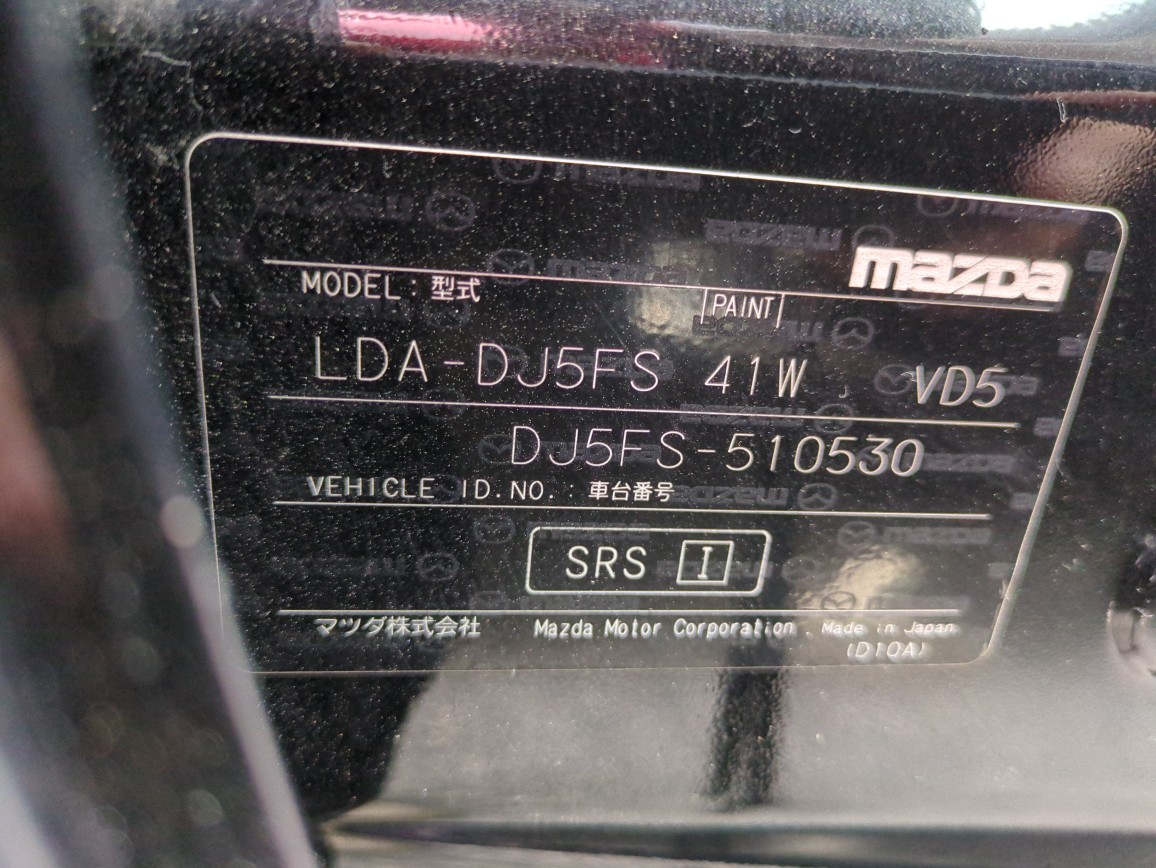 mazda
MODEL : 型式 PAINT
LDA-DJ5FS 41W VD5
DJ5FS-510530
VEHICLE ID.NO. : 車台番号
SRS I
マツダ株式会社 Mazda Motor Corporation. Made in Japan
(D10A)